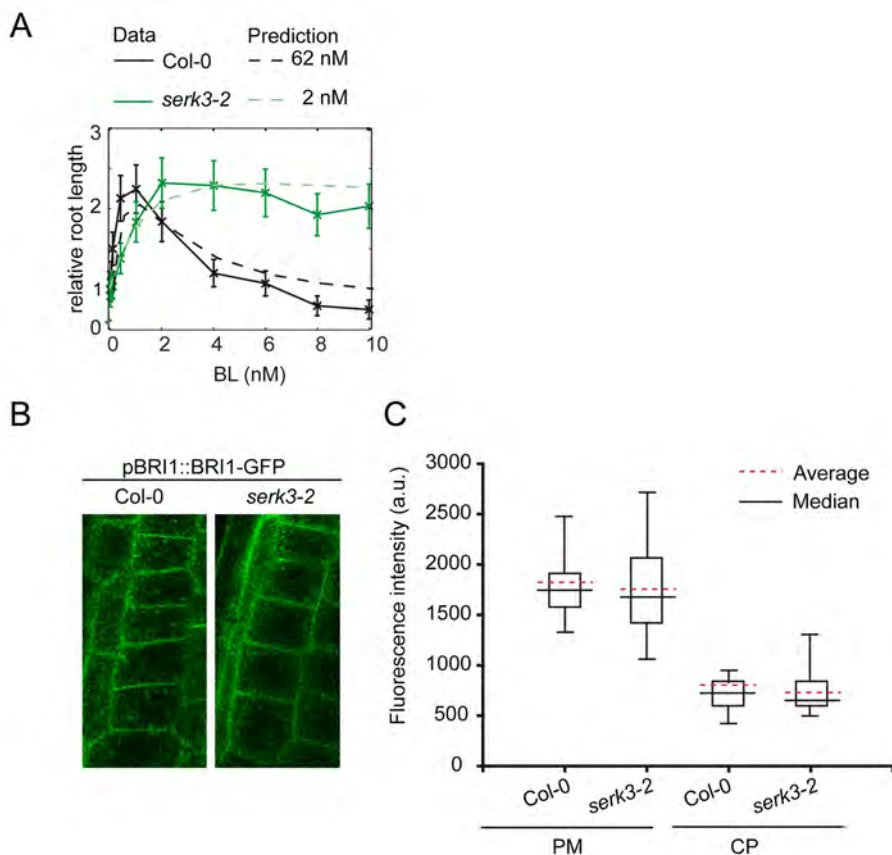 A
Data Prediction
Col-0 62 nM
serk3-2 2 nM
relative root length
3
2
1
0
0 2 4 6 8 10
BL (nM)
B
pBRI1::BRI1-GFP
Col-0 serk3-2
C
Fluorescence intensity (a.u.)
3000
2500
2000
1500
1000
500
0
Average
Median
Col-0 serk3-2 Col-0 serk3-2
PM CP